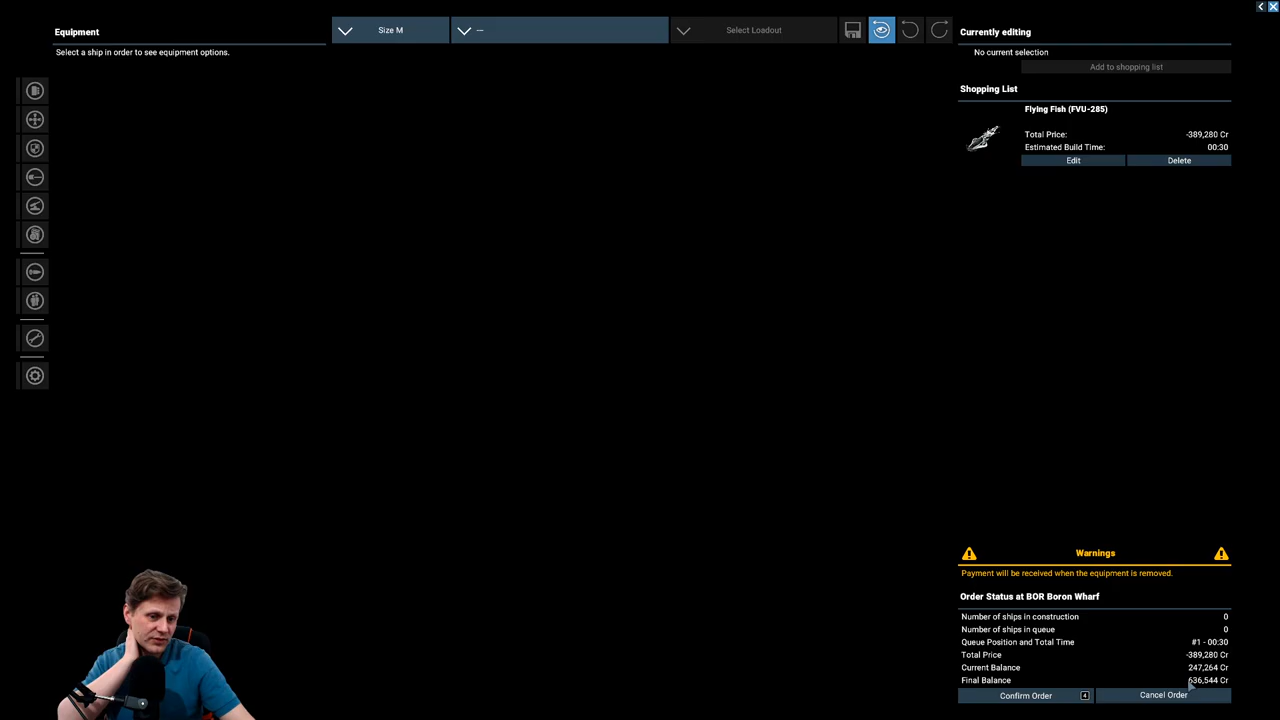 Equipment
Select a ship in order to see equipment options.
Size M
---
Select Loadout
Currently editing
No current selection
Add to shopping list
Shopping List
Flying Fish (FVU-285)
Total Price: -389,280 Cr
Estimated Build Time: 00:30
Edit Delete
Warnings
Payment will be received when the equipment is removed.
Order Status at BOR Boron Wharf
Number of ships in construction 0
Number of ships in queue 0
Queue Position and Total Time #1 - 00:30
Total Price -389,280 Cr
Current Balance 247,264 Cr
Final Balance 636,544 Cr
Confirm Order 4 Cancel Order